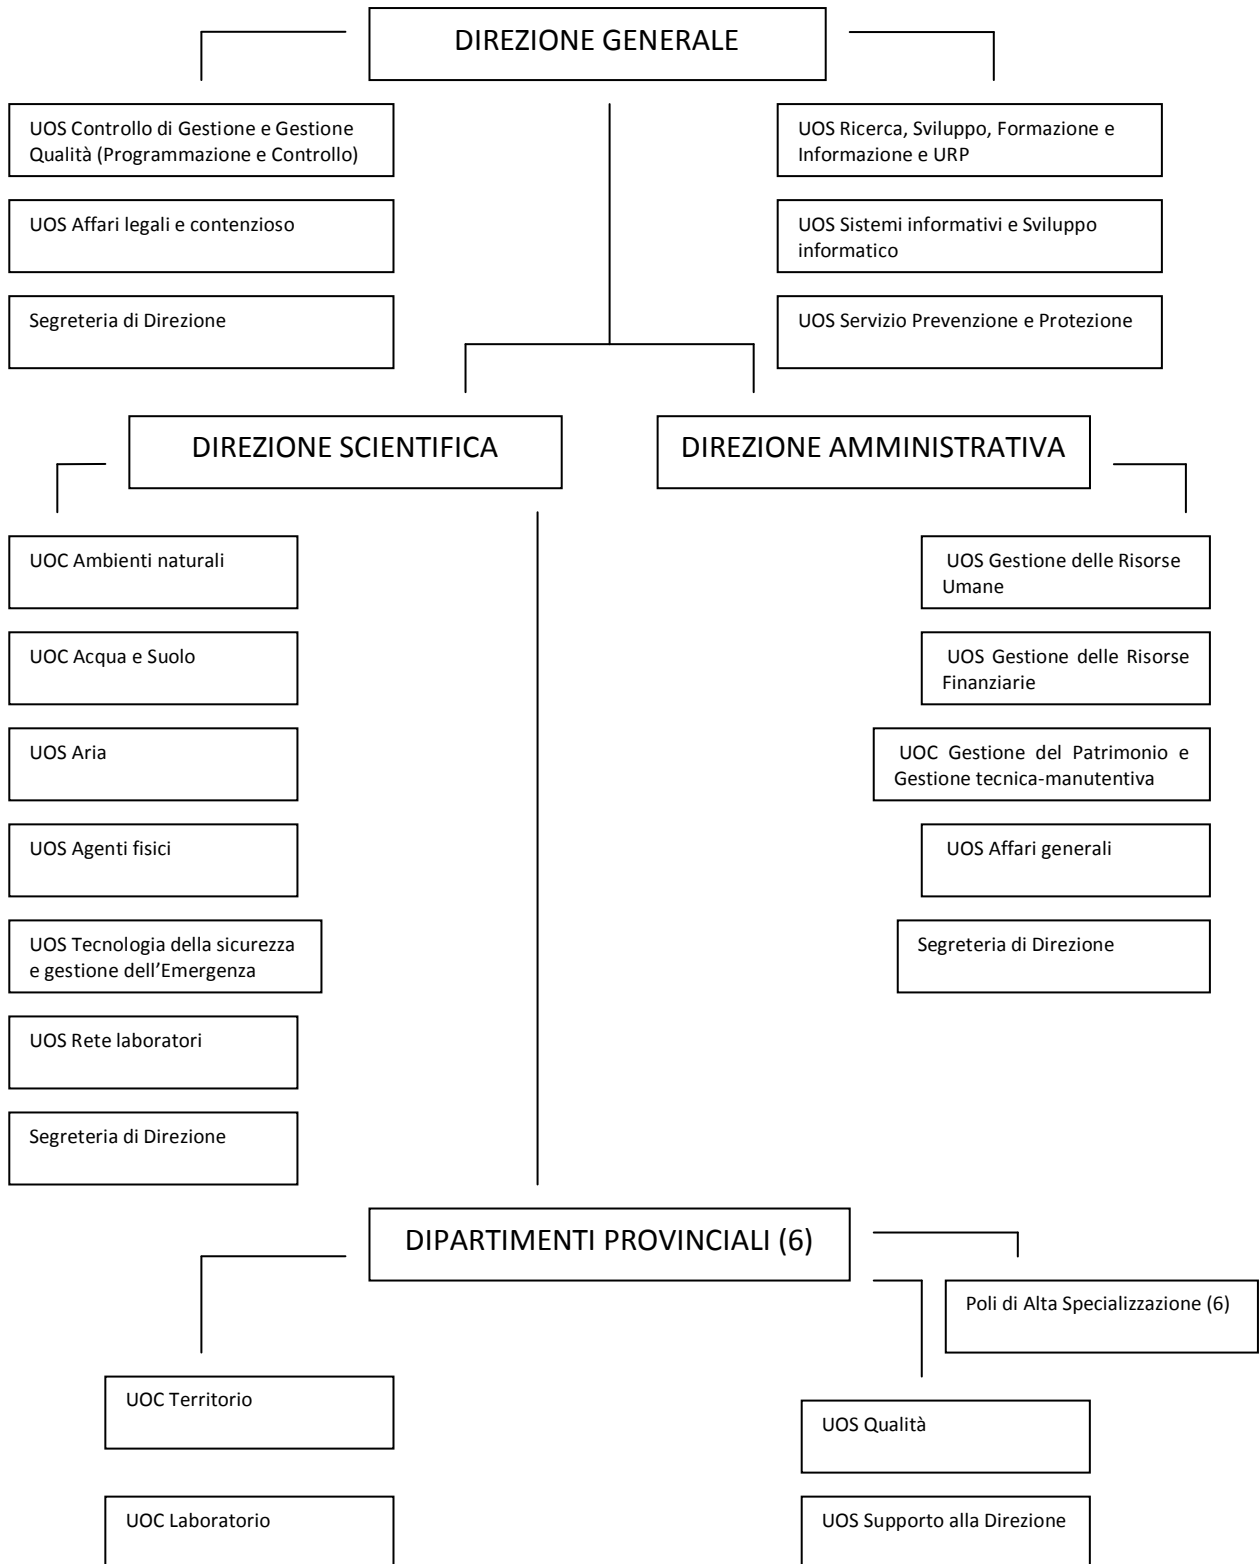 DIREZIONE GENERALE
UOS Controllo di Gestione e Gestione
Qualità (Programmazione e Controllo)
UOS Affari legali e contenzioso
Segreteria di Direzione
UOS Ricerca, Sviluppo, Formazione e
Informazione e URP
UOS Sistemi informativi e Sviluppo
informatico
UOS Servizio Prevenzione e Protezione
DIREZIONE SCIENTIFICA
DIREZIONE AMMINISTRATIVA
UOC Ambienti naturali
UOC Acqua e Suolo
UOS Aria
UOS Agenti fisici
UOS Tecnologia della sicurezza
e gestione dell’Emergenza
UOS Rete laboratori
Segreteria di Direzione
UOS Gestione delle Risorse
Umane
UOS Gestione delle Risorse
Finanziarie
UOC Gestione del Patrimonio e
Gestione tecnica-manutentiva
UOS Affari generali
Segreteria di Direzione
DIPARTIMENTI PROVINCIALI (6)
Poli di Alta Specializzazione (6)
UOC Territorio
UOC Laboratorio
UOS Qualità
UOS Supporto alla Direzione